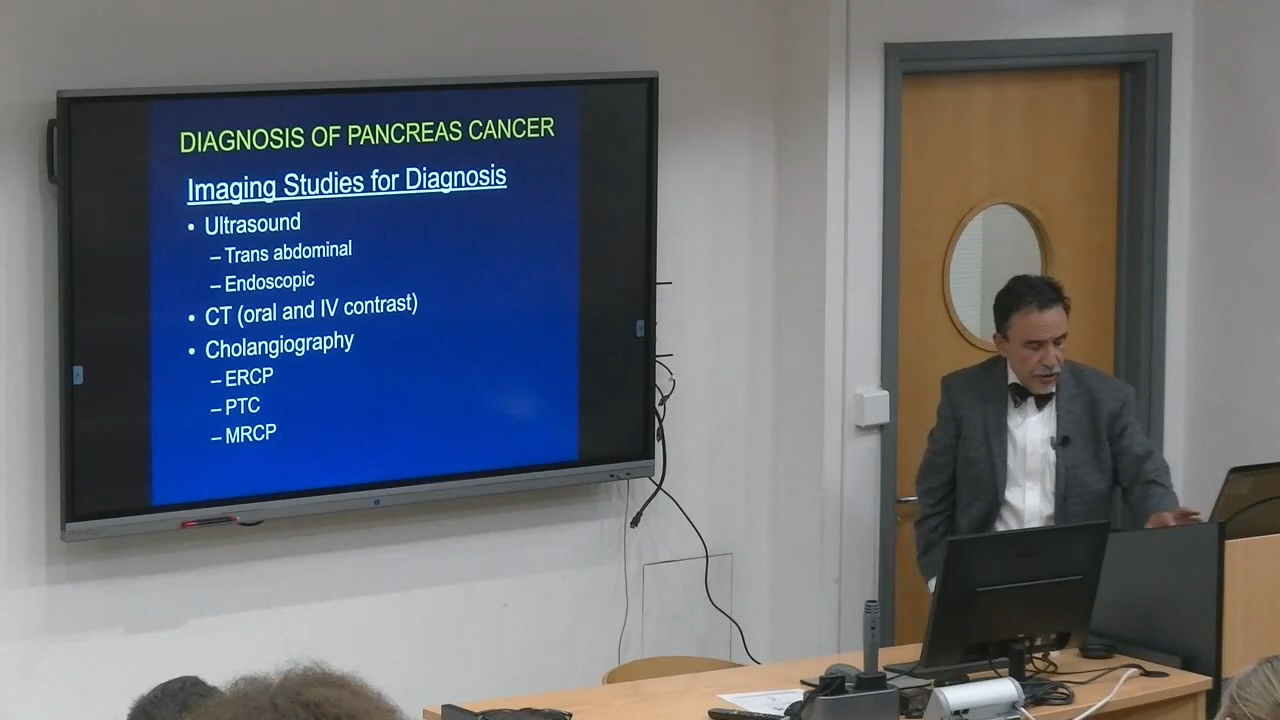 DIAGNOSIS OF PANCREAS CANCER
Imaging Studies for Diagnosis
• Ultrasound
– Trans abdominal
– Endoscopic
• CT (oral and IV contrast)
• Cholangiography
– ERCP
– PTC
– MRCP